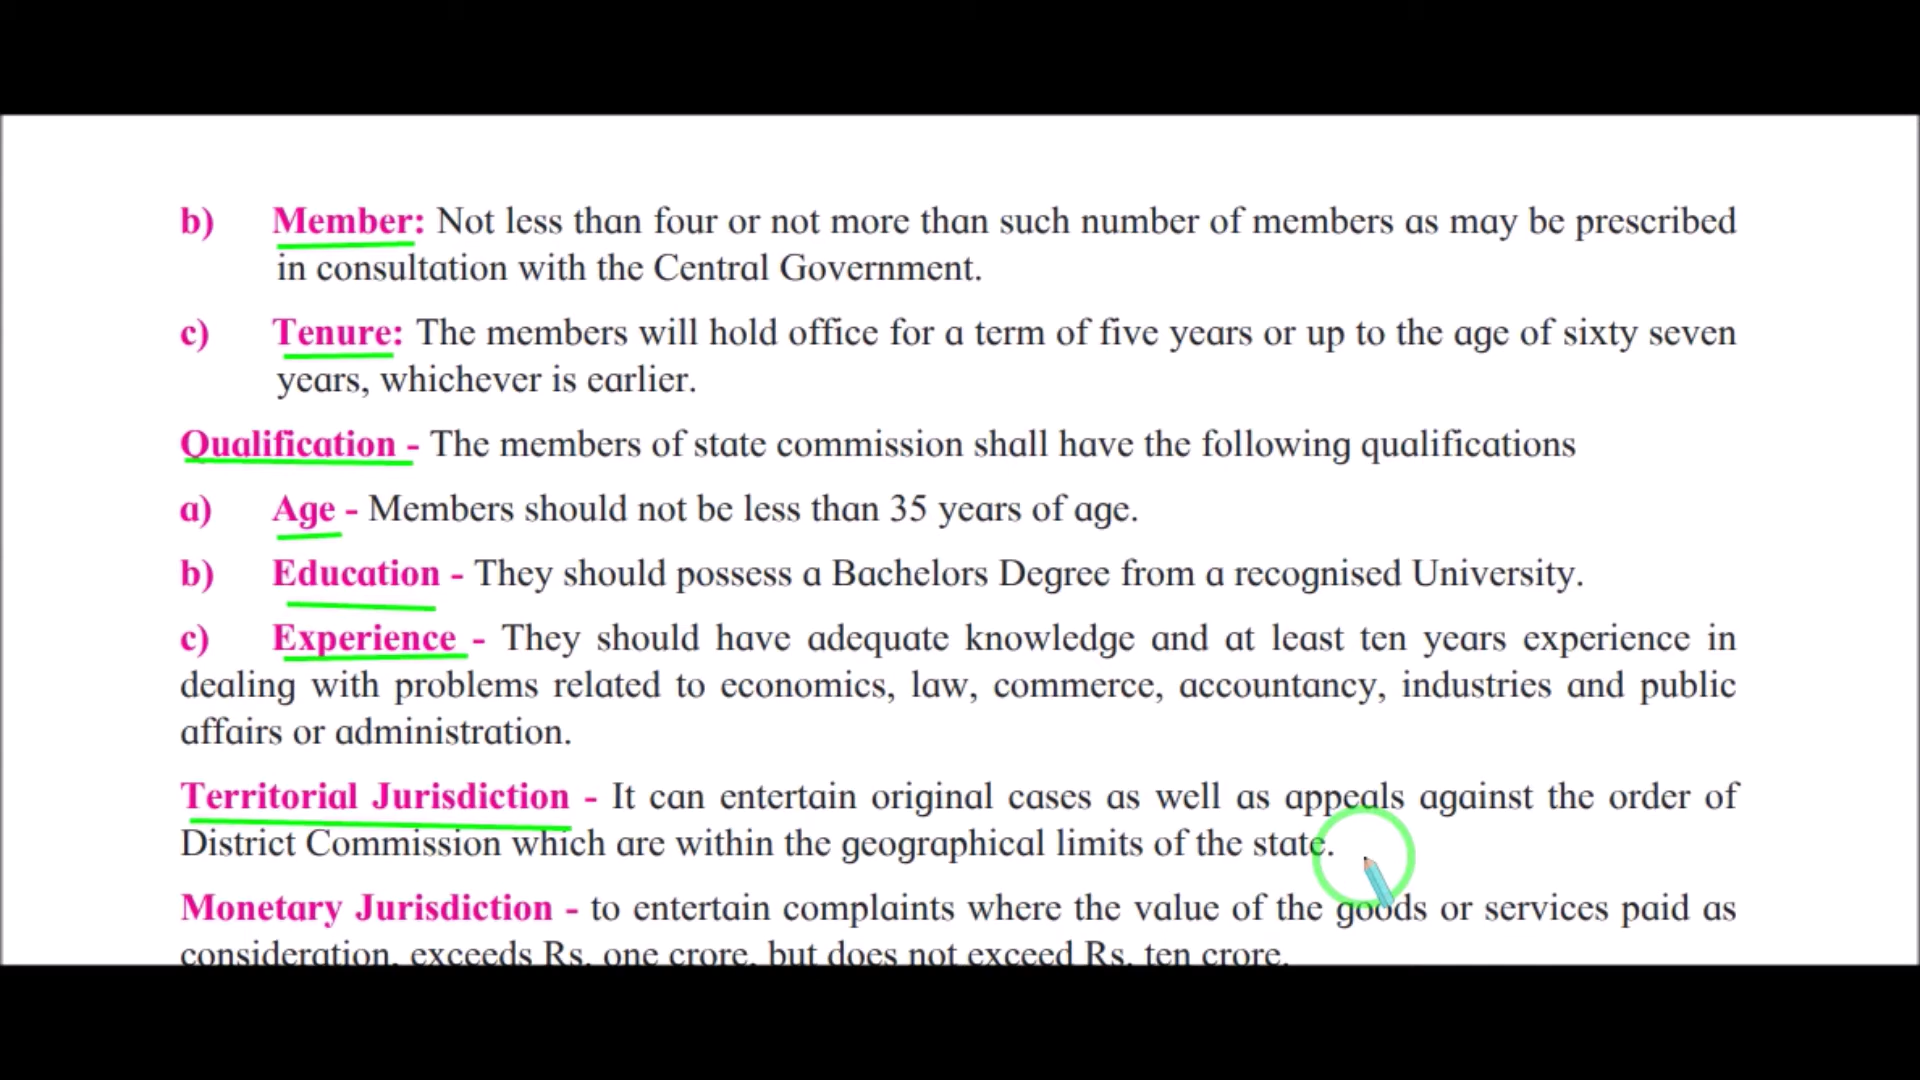 b) Member: Not less than four or not more than such number of members as may be prescribed
in consultation with the Central Government.
c) Tenure: The members will hold office for a term of five years or up to the age of sixty seven
years, whichever is earlier.
Qualification - The members of state commission shall have the following qualifications
a) Age - Members should not be less than 35 years of age.
b) Education - They should possess a Bachelors Degree from a recognised University.
c) Experience - They should have adequate knowledge and at least ten years experience in
dealing with problems related to economics, law, commerce, accountancy, industries and public
affairs or administration.
Territorial Jurisdiction - It can entertain original cases as well as appeals against the order of
District Commission which are within the geographical limits of the state.
Monetary Jurisdiction - to entertain complaints where the value of the goods or services paid as
consideration, exceeds Rs. one crore, but does not exceed Rs. ten crore.